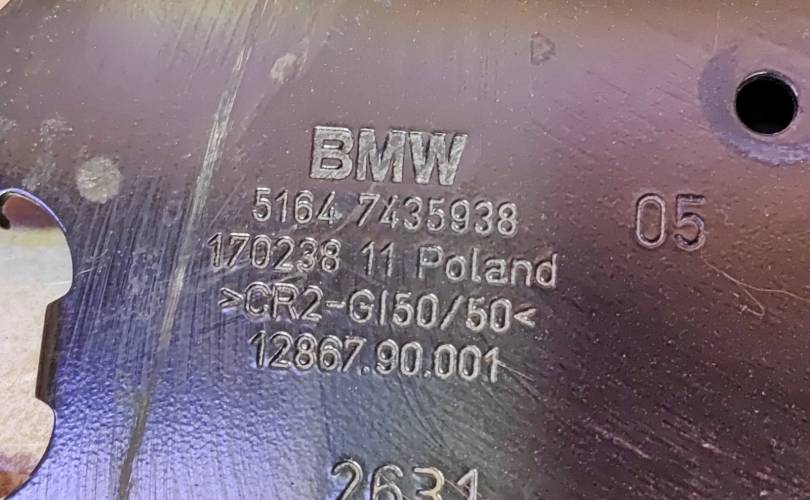 BMW
5164 7435938
05
170238 11 Poland
>CR2-GI50/50<
12867.90.001
2631